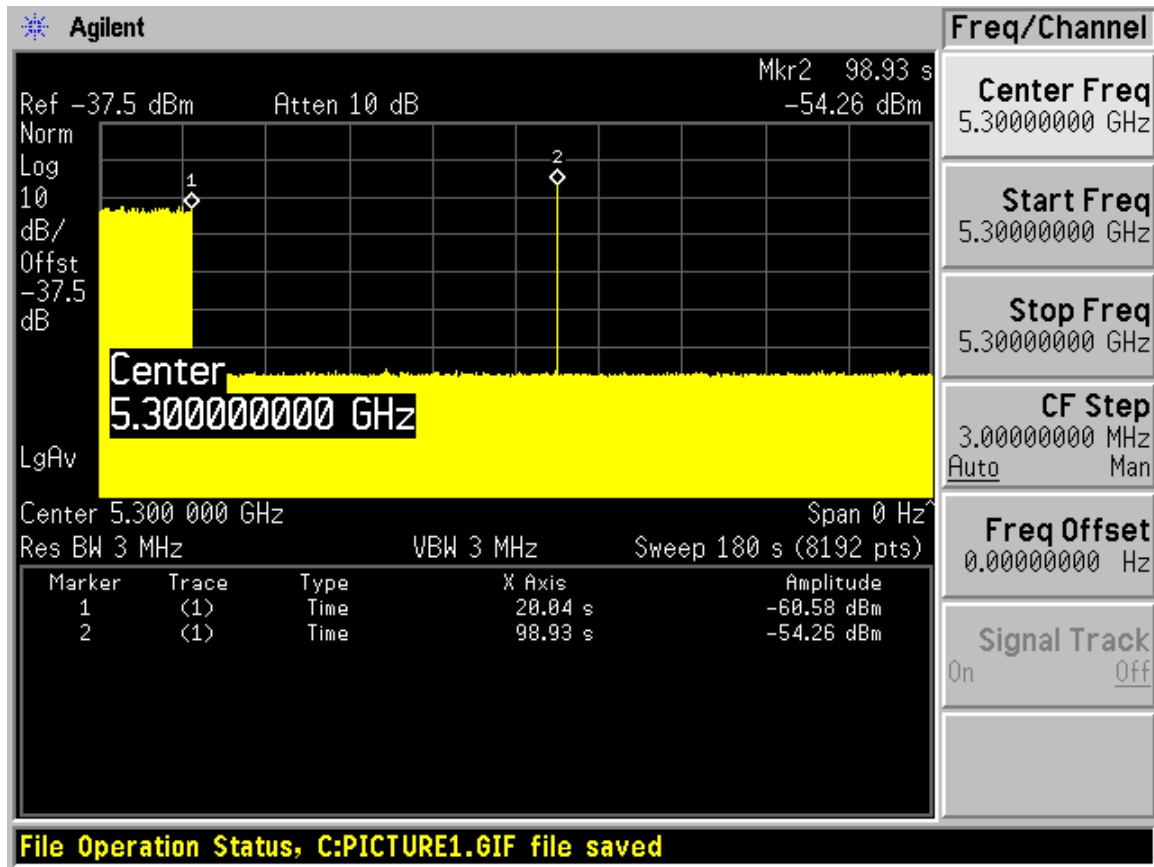 Agilent
Freq/Channel
Mkr2 98.93 s
Ref -37.5 dBm Atten 10 dB -54.26 dBm
Norm
Log
10
dB/
Offst
-37.5
dB
LgAv
1
2
Center
5.300000000 GHz
Center 5.300 000 GHz Span 0 Hz^
Res BW 3 MHz VBW 3 MHz Sweep 180 s (8192 pts)
Marker Trace Type X Axis Amplitude
1 (1) Time 20.04 s -60.58 dBm
2 (1) Time 98.93 s -54.26 dBm
Center Freq
5.30000000 GHz
Start Freq
5.30000000 GHz
Stop Freq
5.30000000 GHz
CF Step
3.00000000 MHz
Auto Man
Freq Offset
0.00000000 Hz
Signal Track
On Off
File Operation Status, C:PICTURE1.GIF file saved